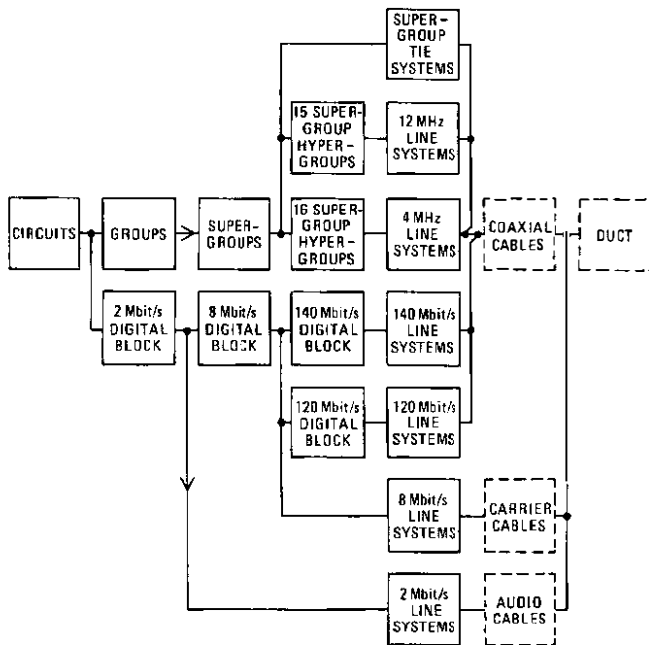 SUPER-
GROUP
TIE
SYSTEMS
15 SUPER-
GROUP
HYPER-
GROUPS
12 MHz
LINE
SYSTEMS
CIRCUITS
GROUPS
SUPER-
GROUPS
16 SUPER-
GROUP
HYPER-
GROUPS
4 MHz
LINE
SYSTEMS
COAXIAL
CABLES
DUCT
2 Mbit/s
DIGITAL
BLOCK
8 Mbit/s
DIGITAL
BLOCK
140 Mbit/s
DIGITAL
BLOCK
140 Mbit/s
LINE
SYSTEMS
120 Mbit/s
DIGITAL
BLOCK
120 Mbit/s
LINE
SYSTEMS
8 Mbit/s
LINE
SYSTEMS
CARRIER
CABLES
2 Mbit/s
LINE
SYSTEMS
AUDIO
CABLES